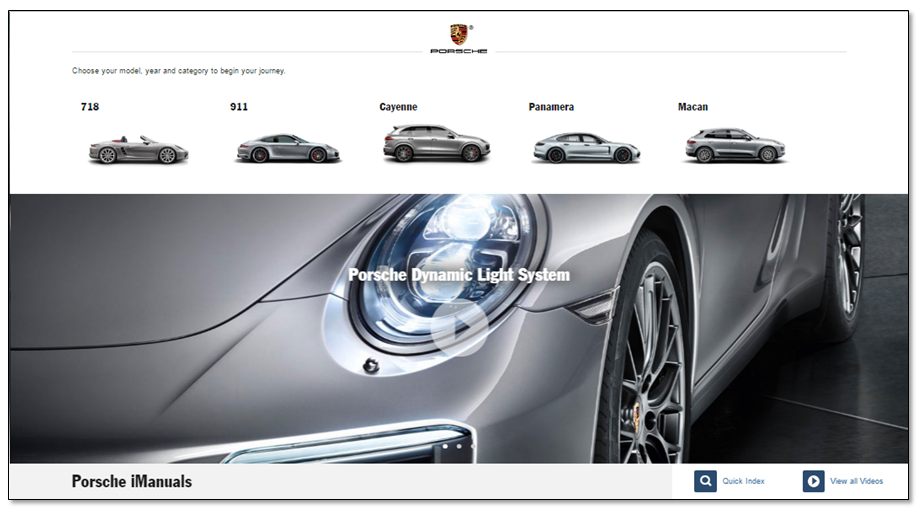 PORSCHE
Choose your model, year and category to begin your journey.
718
911
Cayenne
Panamera
Macan
Porsche Dynamic Light System
Porsche iManuals
Quick Index
View all Videos